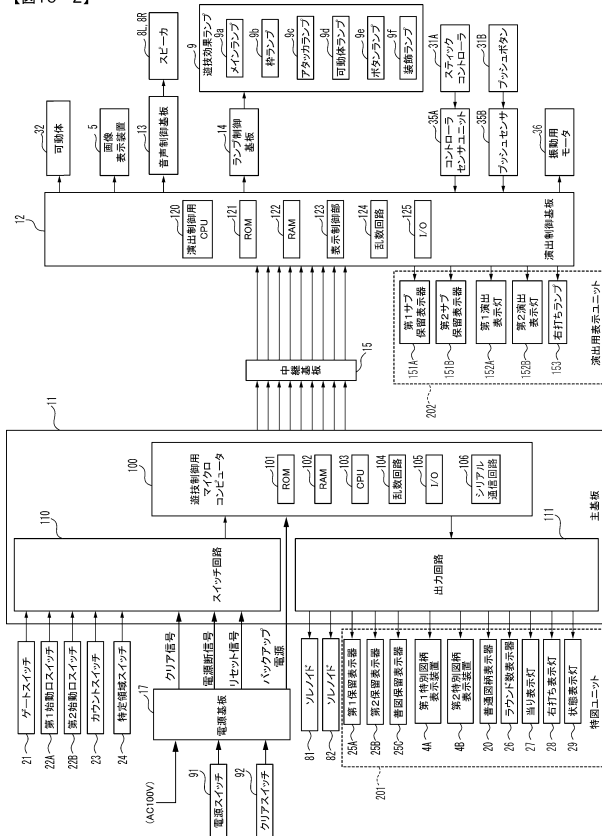 【図10-2】
32
可動体
5
画像
表示装置
8L, 8R
スピーカ
13
音声制御基板
9
遊技効果ランプ
9a
メインランプ
9b
枠ランプ
9c
アタッカランプ
9d
可動体ランプ
9e
ボタンランプ
9f
装飾ランプ
14
ランプ制御
基板
31A
スティック
コントローラ
31B
プッシュボタン
35A
コントローラ
センサユニット
35B
プッシュセンサ
36
振動用
モータ
12
120
演出制御用
CPU
121
ROM
122
RAM
123
表示制御部
124
乱数回路
125
I/O
演出制御基板
15
中継基板
151A
第1サブ
保留表示器
151B
第2サブ
保留表示器
152A
第1演出
表示灯
152B
第2演出
表示灯
153
右打ちランプ
202
演出用表示ユニット
11
主基板
100
遊技制御用
マイクロ
コンピュータ
101
ROM
102
RAM
103
CPU
104
乱数回路
105
I/O
106
シリアル
通信回路
110
スイッチ回路
111
出力回路
21
ゲートスイッチ
22A
第1始動口スイッチ
22B
第2始動口スイッチ
23
カウントスイッチ
24
特定領域スイッチ
クリア信号
電源断信号
リセット信号
バックアップ
電源
17
電源基板
(AC100V)
91
電源スイッチ
92
クリアスイッチ
81
ソレノイド
82
ソレノイド
25A
第1保留表示器
25B
第2保留表示器
25C
普図保留表示器
4A
第1特別図柄
表示装置
4B
第2特別図柄
表示装置
20
普通図柄表示器
26
ラウンド数表示器
27
当り表示灯
28
右打ち表示灯
29
状態表示灯
201
特図ユニット